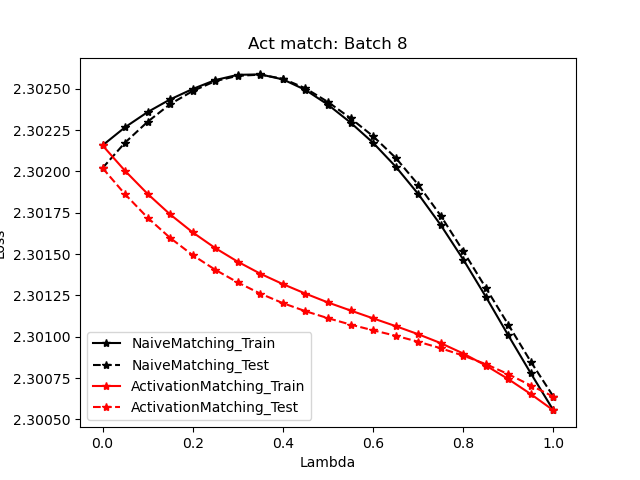 Act match: Batch 8
2.30250
2.30225
2.30200
2.30175
2.30150
2.30125
2.30100
2.30075
2.30050
Loss
NaiveMatching_Train
NaiveMatching_Test
ActivationMatching_Train
ActivationMatching_Test
0.0 0.2 0.4 0.6 0.8 1.0
Lambda